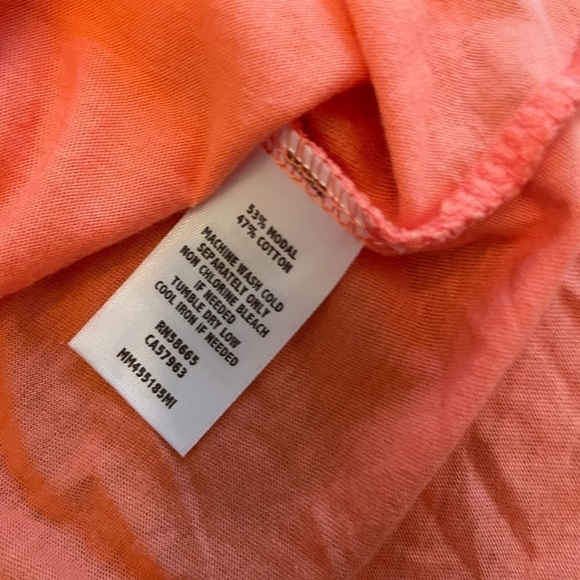 53% MODAL
47% COTTON
MACHINE WASH COLD
SEPARATELY ONLY
NON CHLORINE BLEACH
IF NEEDED
TUMBLE DRY LOW
COOL IRON IF NEEDED
RN58665
CA57963
MM455185MI